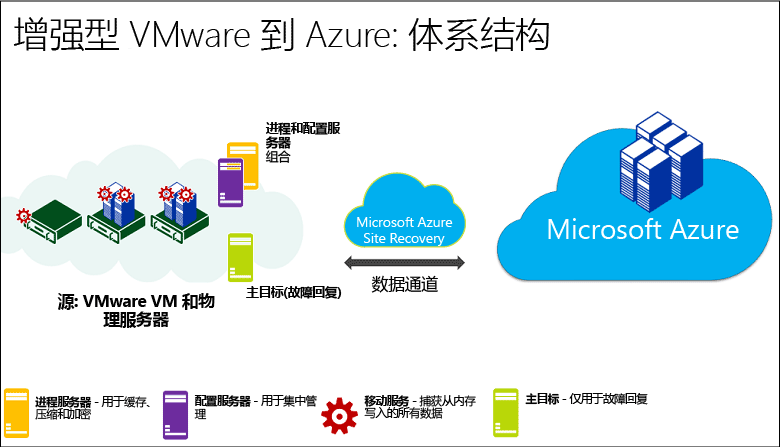 增强型 VMware 到 Azure: 体系结构
进程和配置服
务器
组合
Microsoft Azure
Site Recovery
Microsoft Azure
数据通道
主目标(故障回复)
源: VMware VM 和物
理服务器
进程服务器 - 用于缓存、
压缩和加密
配置服务器 - 用于集中管
理
移动服务 - 捕获从内存
写入的所有数据
主目标 - 仅用于故障回复